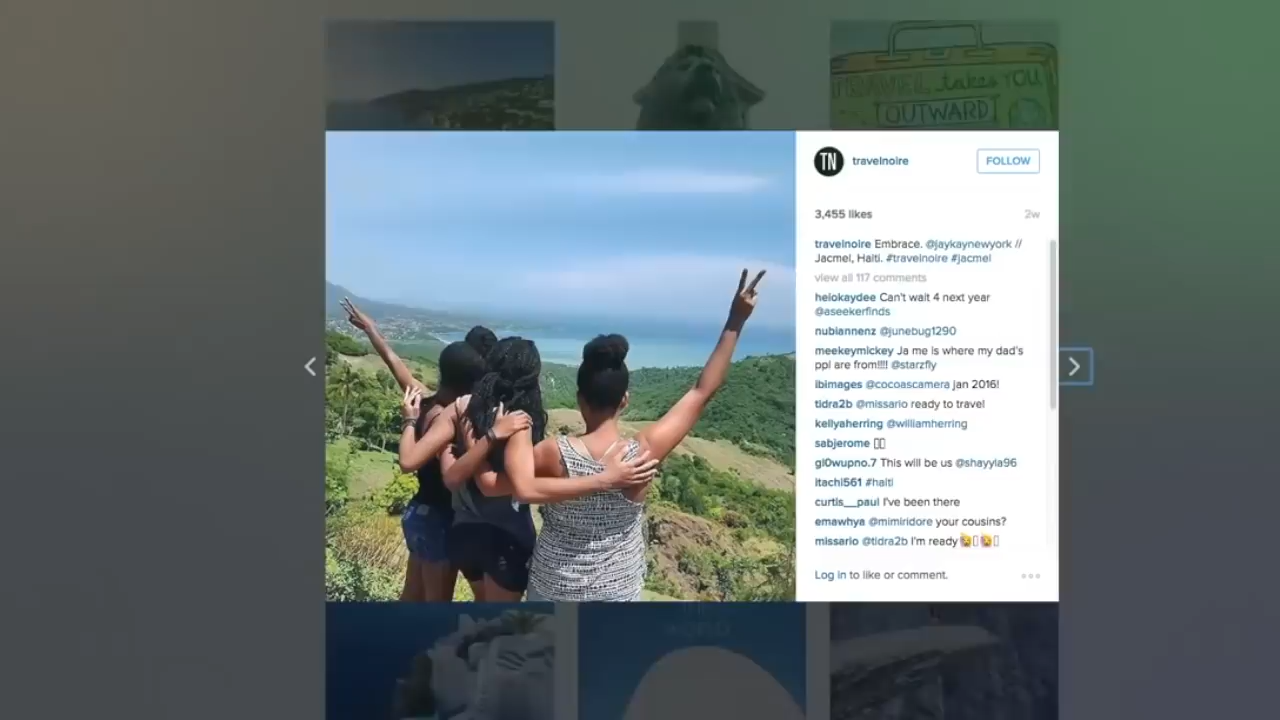 TRAVEL takes YOU
OUTWARD
TN travelnoire FOLLOW
3,455 likes 2w
travelnoire Embrace. @jaykaynewyork //
Jacmel, Haiti. #travelnoire #jacmel
view all 117 comments
heiokaydee Can't wait 4 next year
@aseekerfinds
nubiannenz @junebug1290
meekeymickey Ja me is where my dad's
ppl are from!!!! @starzfly
ibimages @cocoascamera jan 2016!
tidra2b @missario ready to travel
kellyaherring @williamherring
sabjerome
gl0wupno.7 This will be us @shayyla96
itachi561 #haiti
curtis__paul I've been there
emawhya @mimiridore your cousins?
missario @tidra2b I'm ready
Log in to like or comment.